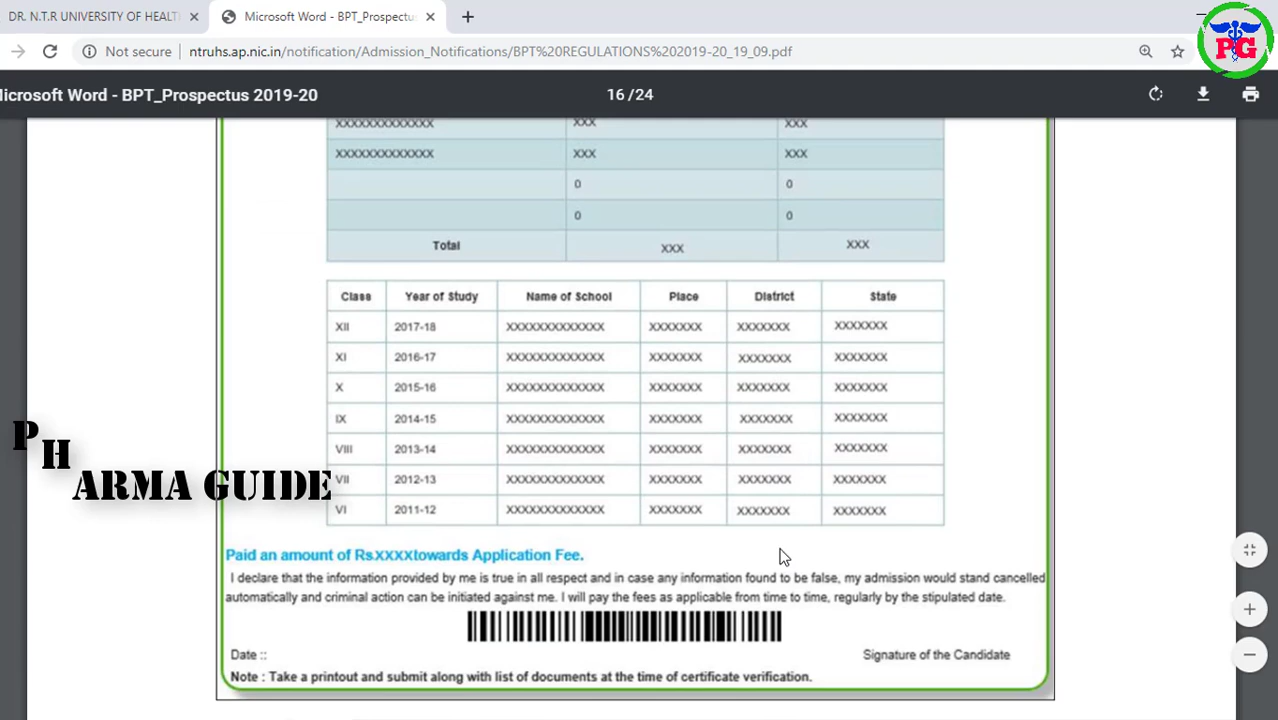 DR. N.T.R UNIVERSITY OF HEALT
Microsoft Word - BPT_Prospectus
PG
Not secure
ntruhs.ap.nic.in/notification/Admission_Notifications/BPT%20REGULATIONS%202019-20_19_09.pdf
Microsoft Word - BPT_Prospectus 2019-20
16 / 24
XXXXXXXXXXXXX XXX XXX
XXXXXXXXXXXXX XXX XXX
0 0
0 0
Total XXX XXX
Class Year of Study Name of School Place District State
XII 2017-18 XXXXXXXXXXXXX XXXXXXX XXXXXXX XXXXXXX
XI 2016-17 XXXXXXXXXXXXX XXXXXXX XXXXXXX XXXXXXX
X 2015-16 XXXXXXXXXXXXX XXXXXXX XXXXXXX XXXXXXX
IX 2014-15 XXXXXXXXXXXXX XXXXXXX XXXXXXX XXXXXXX
VIII 2013-14 XXXXXXXXXXXXX XXXXXXX XXXXXXX XXXXXXX
VII 2012-13 XXXXXXXXXXXXX XXXXXXX XXXXXXX XXXXXXX
VI 2011-12 XXXXXXXXXXXXX XXXXXXX XXXXXXX XXXXXXX
PHARMA GUIDE
Paid an amount of Rs.XXXXtowards Application Fee.
I declare that the information provided by me is true in all respect and in case any information found to be false, my admission would stand cancelled
automatically and criminal action can be initiated against me. I will pay the fees as applicable from time to time, regularly by the stipulated date.
Date ::
Signature of the Candidate
Note : Take a printout and submit along with list of documents at the time of certificate verification.